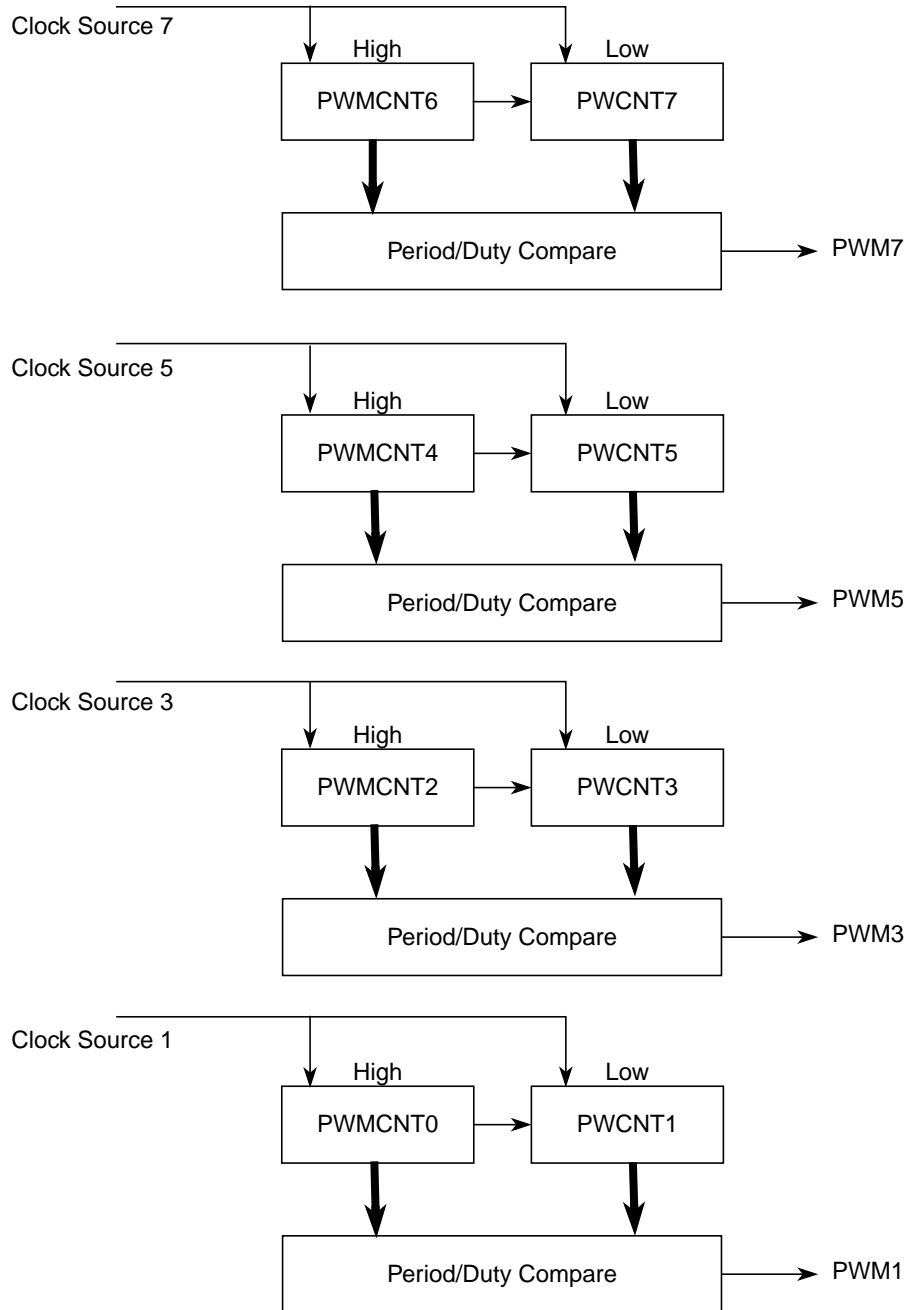 Clock Source 7
High
Low
PWMCNT6
PWCNT7
Period/Duty Compare
PWM7
Clock Source 5
High
Low
PWMCNT4
PWCNT5
Period/Duty Compare
PWM5
Clock Source 3
High
Low
PWMCNT2
PWCNT3
Period/Duty Compare
PWM3
Clock Source 1
High
Low
PWMCNT0
PWCNT1
Period/Duty Compare
PWM1